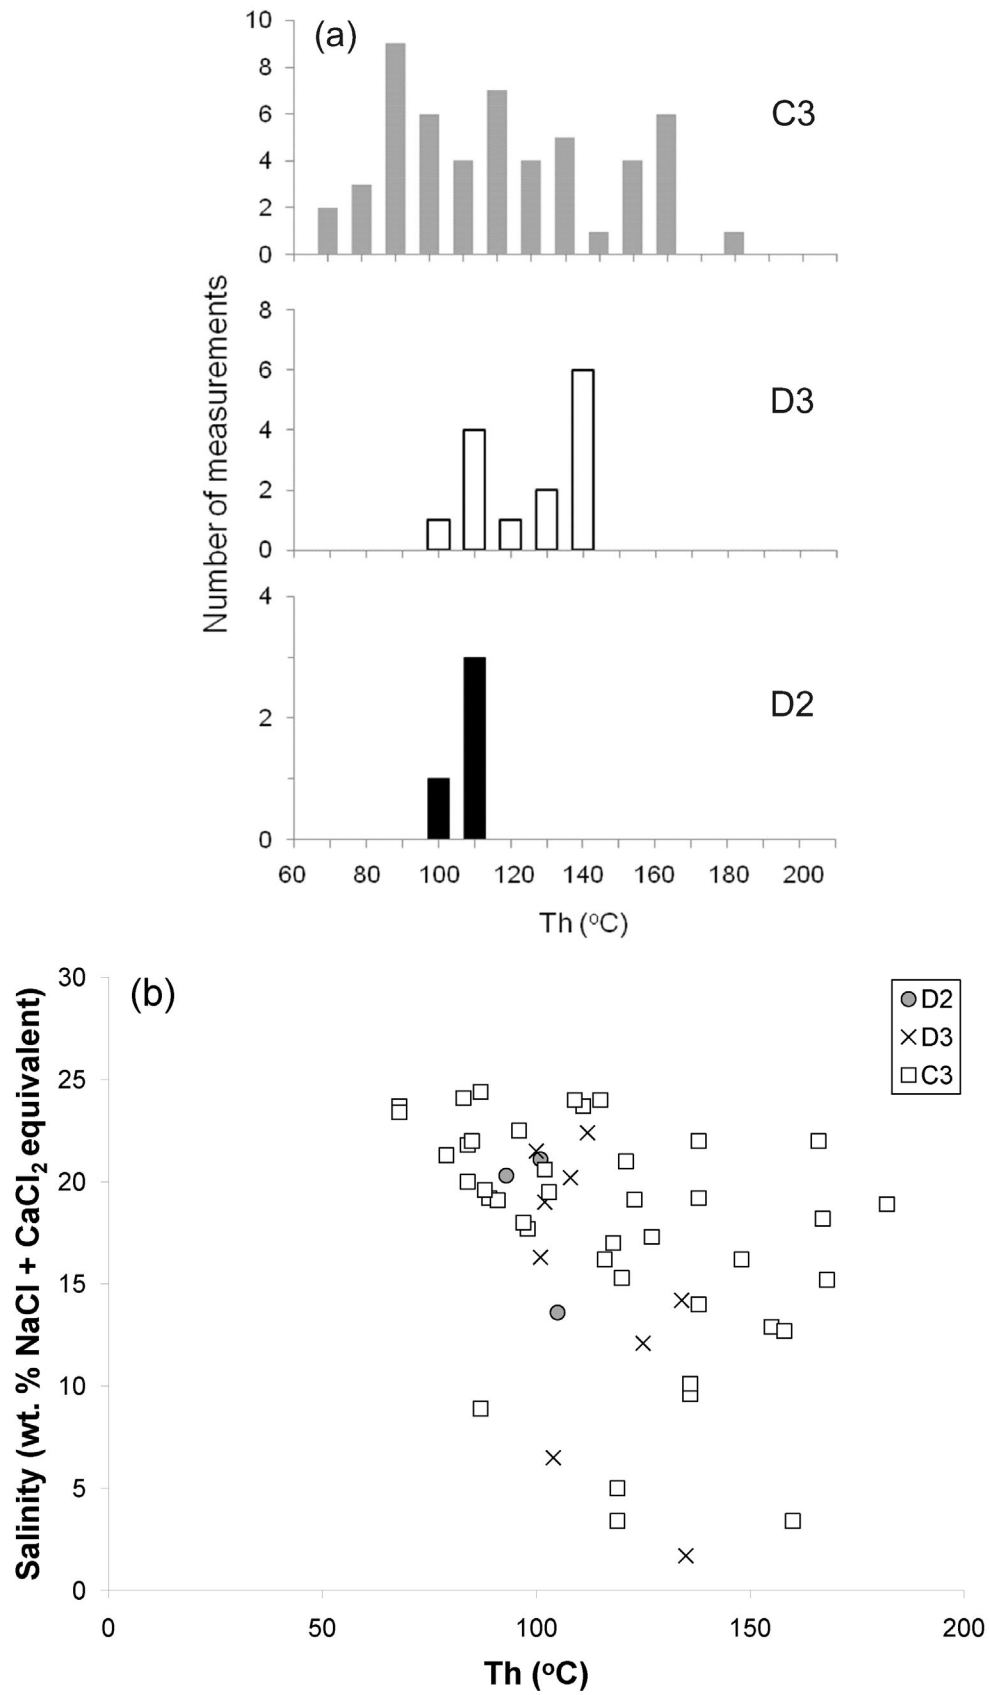 (a)
10
8
6
4
2
0
C3
Number of measurements
8
6
4
2
0
D3
4
2
0
D2
60 80 100 120 140 160 180 200
Th (°C)
(b)
Salinity (wt. % NaCl + CaCl₂ equivalent)
30
25
20
15
10
5
0
D2
D3
C3
0 50 100 150 200
Th (°C)